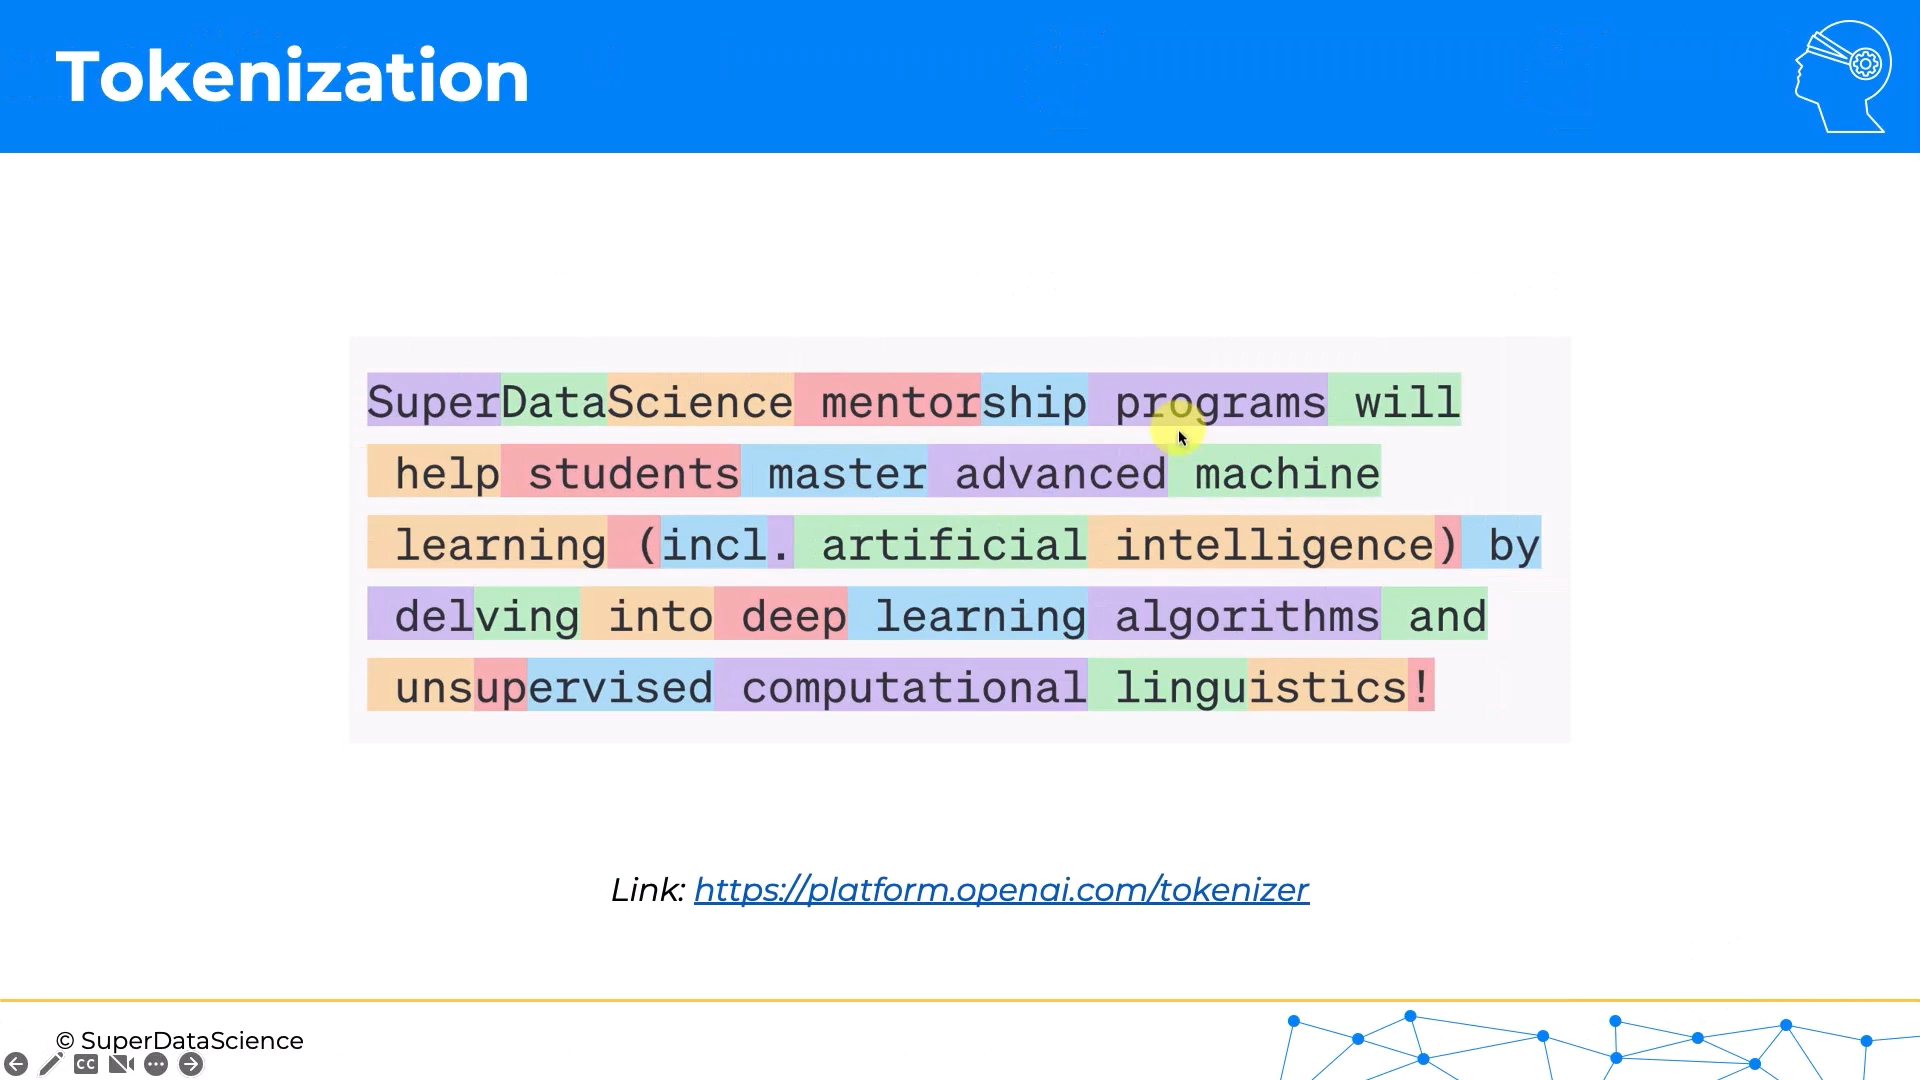 Tokenization
SuperDataScience mentorship programs will
help students master advanced machine
learning (incl. artificial intelligence) by
delving into deep learning algorithms and
unsupervised computational linguistics!
Link: https://platform.openai.com/tokenizer
© SuperDataScience
CC